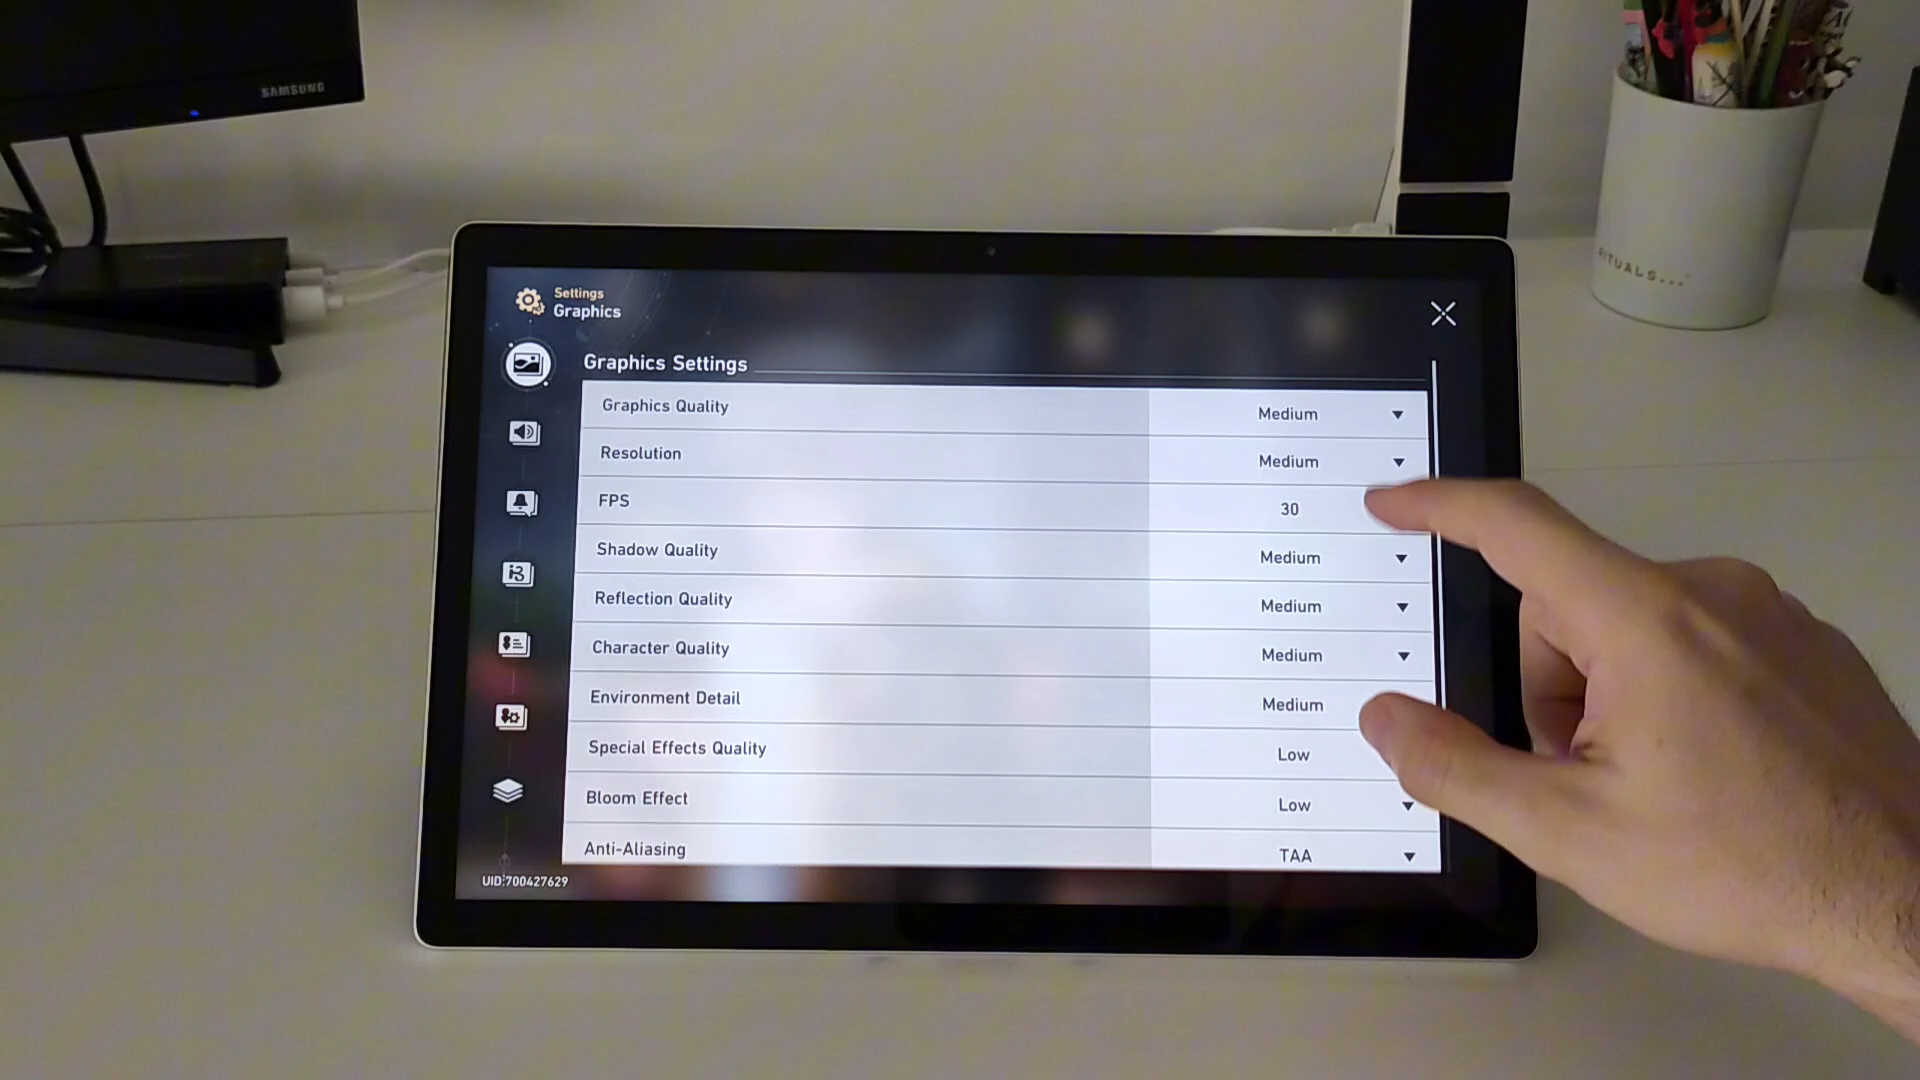 SAMSUNG
RITUALS...
Settings
Graphics
Graphics Settings
Graphics Quality Medium
Resolution Medium
FPS 30
Shadow Quality Medium
Reflection Quality Medium
Character Quality Medium
Environment Detail Medium
Special Effects Quality Low
Bloom Effect Low
Anti-Aliasing TAA
UID:700427629